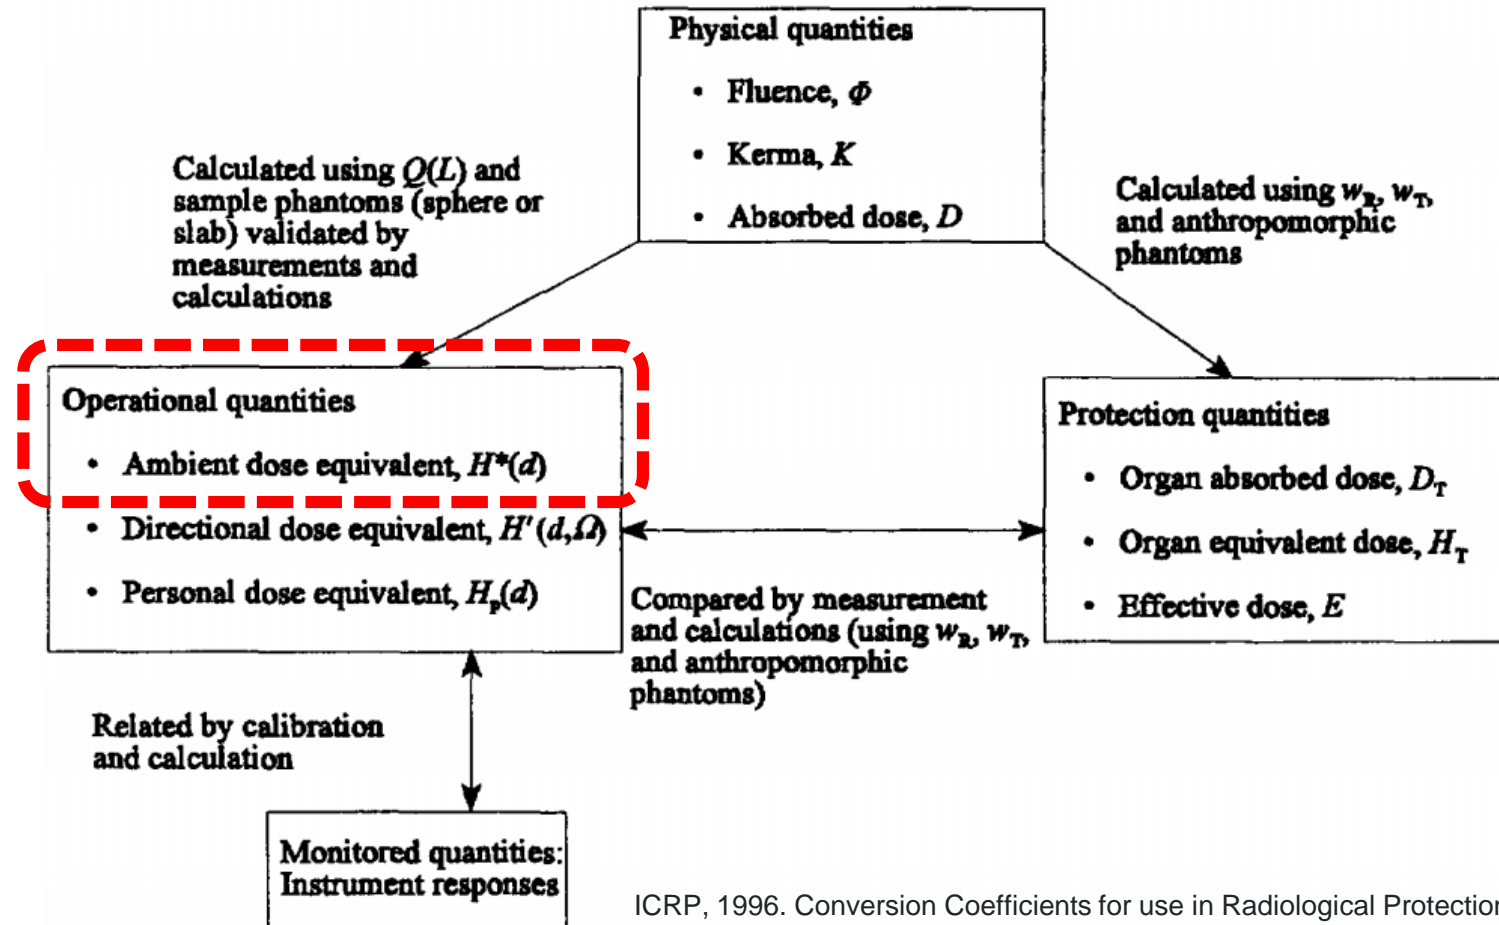 Physical quantities
• Fluence, Φ
• Kerma, K
• Absorbed dose, D
Calculated using Q(L) and
sample phantoms (sphere or
slab) validated by
measurements and
calculations
Calculated using w_R, w_T,
and anthropomorphic
phantoms
Operational quantities
• Ambient dose equivalent, H*(d)
• Directional dose equivalent, H'(d,Ω)
• Personal dose equivalent, H_p(d)
Protection quantities
• Organ absorbed dose, D_T
• Organ equivalent dose, H_T
• Effective dose, E
Compared by measurement
and calculations (using w_R, w_T,
and anthropomorphic
phantoms)
Related by calibration
and calculation
Monitored quantities:
Instrument responses
ICRP, 1996. Conversion Coefficients for use in Radiological Protection